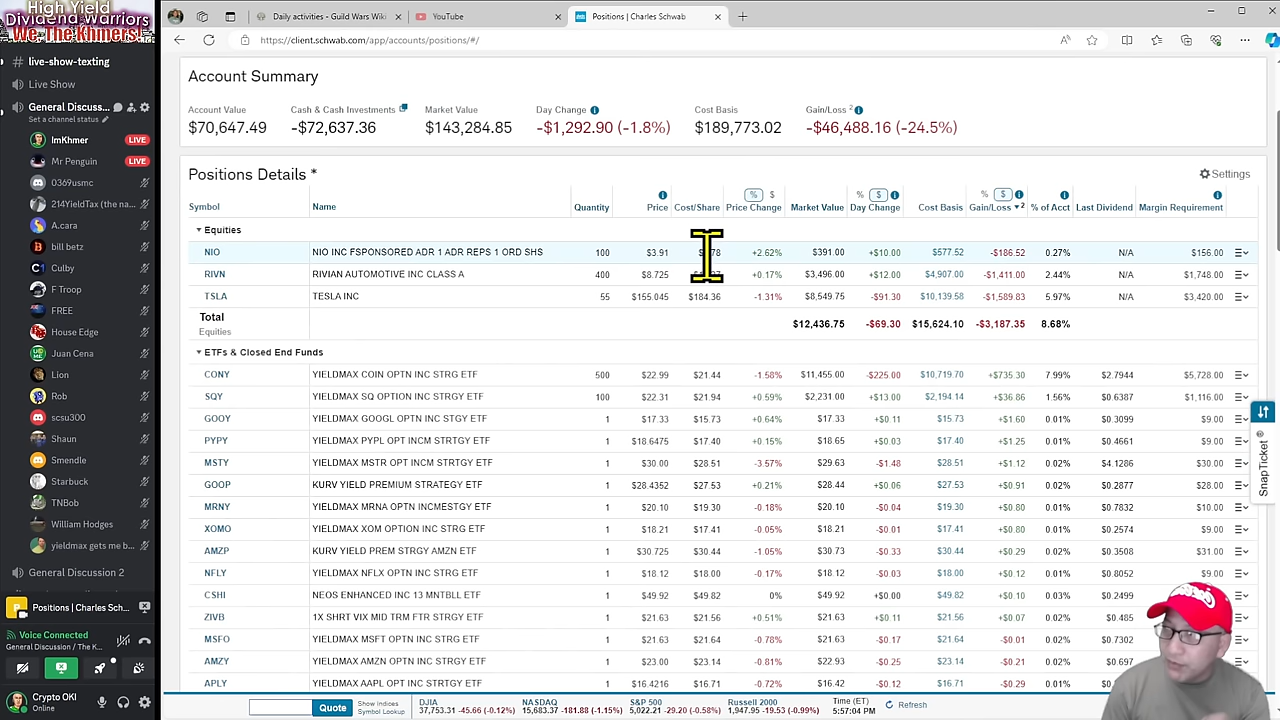 High Yield
Dividend Warriors
We. The Khmers!
# live-show-texting
Live Show
General Discuss...
Set a channel status
ImKhmer LIVE
Mr Penguin LIVE
0369usmc
214YieldTax (the na...
A.cara
bill betz
Culby
F Troop
FREE
House Edge
Juan Cena
Lion
Rob
scsu300
Shaun
Smendle
Starbuck
TNBob
William Hodges
yieldmax gets me b...
General Discussion 2
Positions | Charles Schw...
Voice Connected
General Discussion / The K...
Crypto OKI
Online
Daily activities - Guild Wars Wiki
YouTube
Positions | Charles Schwab
https://client.schwab.com/app/accounts/positions/#/
Account Summary
Account Value Cash & Cash Investments Market Value Day Change Cost Basis Gain/Loss 2
$70,647.49 -$72,637.36 $143,284.85 -$1,292.90 (-1.8%) $189,773.02 -$46,488.16 (-24.5%)
Positions Details *
Settings
% $ % $ % $
Symbol Name Quantity Price Cost/Share Price Change Market Value Day Change Cost Basis Gain/Loss 2 % of Acct Last Dividend Margin Requirement
Equities
NIO NIO INC FSPONSORED ADR 1 ADR REPS 1 ORD SHS 100 $3.91 +2.62% $391.00 +$10.00 $577.52 -$186.52 0.27% N/A $156.00
RIVN RIVIAN AUTOMOTIVE INC CLASS A 400 $8.725 +0.17% $3,496.00 +$12.00 $4,907.00 -$1,411.00 2.44% N/A $1,748.00
TSLA TESLA INC 55 $155.045 $184.36 -1.31% $8,549.75 -$91.30 $10,139.58 -$1,589.83 5.97% N/A $3,420.00
Total
Equities
$12,436.75 -$69.30 $15,624.10 -$3,187.35 8.68%
ETFs & Closed End Funds
CONY YIELDMAX COIN OPTN INC STRG ETF 500 $22.99 $21.44 -1.58% $11,455.00 -$225.00 $10,719.70 +$735.30 7.99% $2.7944 $5,728.00
SQY YIELDMAX SQ OPTION INC STRGY ETF 100 $22.31 $21.94 +0.59% $2,231.00 +$13.00 $2,194.14 +$36.86 1.56% $0.6387 $1,116.00
GOOY YIELDMAX GOOGL OPTN INC STGY ETF 1 $17.33 $15.73 +0.64% $17.33 +$0.11 $15.73 +$1.60 0.01% $0.3099 $9.00
PYPY YIELDMAX PYPL OPT INCM STRTGY ETF 1 $18.6475 $17.40 +0.15% $18.65 +$0.03 $17.40 +$1.25 0.01% $0.4661 $9.00
MSTY YIELDMAX MSTR OPT INCM STRTGY ETF 1 $30.00 $28.51 -3.57% $29.63 -$1.48 $28.51 +$1.12 0.02% $4.1286 $30.00
GOOP KURV YIELD PREMIUM STRATEGY ETF 1 $28.4352 $27.53 +0.21% $28.44 +$0.06 $27.53 +$0.91 0.02% $0.2877 $28.00
MRNY YIELDMAX MRNA OPTN INCMESTGY ETF 1 $20.10 $19.30 -0.18% $20.10 -$0.04 $19.30 +$0.80 0.01% $0.7832 $10.00
XOMO YIELDMAX XOM OPTION INC STRG ETF 1 $18.21 $17.41 -0.05% $18.21 -$0.01 $17.41 +$0.80 0.01% $0.2574 $9.00
AMZP KURV YIELD PREM STRGY AMZN ETF 1 $30.725 $30.44 -1.05% $30.73 -$0.33 $30.44 +$0.29 0.02% $0.3508 $31.00
NFLY YIELDMAX NFLX OPTION INC STRG ETF 1 $18.12 $18.00 -0.17% $18.12 -$0.03 $18.00 +$0.12 0.01% $0.8052 $9.00
CSHI NEOS ENHANCED INC 13 MNTBLL ETF 1 $49.92 $49.82 0% $49.92 +$0.00 $49.82 +$0.10 0.03% $0.2499
ZIVB 1X SHRT VIX MID TRM FTR STRGY ETF 1 $21.63 $21.56 +0.51% $21.63 +$0.11 $21.56 +$0.07 0.02% $0.485
MSFO YIELDMAX MSFT OPTN INC STRGY ETF 1 $21.63 $21.64 -0.78% $21.63 -$0.17 $21.64 -$0.01 0.02% $0.7302
AMZY YIELDMAX AMZN OPTN INC STRG ETF 1 $23.00 $23.14 -0.81% $22.93 -$0.25 $23.14 -$0.21 0.02% $0.697
APLY YIELDMAX AAPL OPTN INC STRG ETF 1 $16.4216 $16.71 -0.72% $16.42 -$0.12 $16.71 -$0.29 0.01% $0.3434
SnapTicket ®
Quote
Show Indices
Symbol Lookup
DJIA
37,753.31 -45.66 (-0.12%)
NASDAQ
15,683.37 -181.88 (-1.15%)
S&P 500
5,022.21 -29.20 (-0.58%)
Russell 2000
1,947.95 -19.53 (-0.99%)
Time (ET)
5:57:04 PM
Refresh